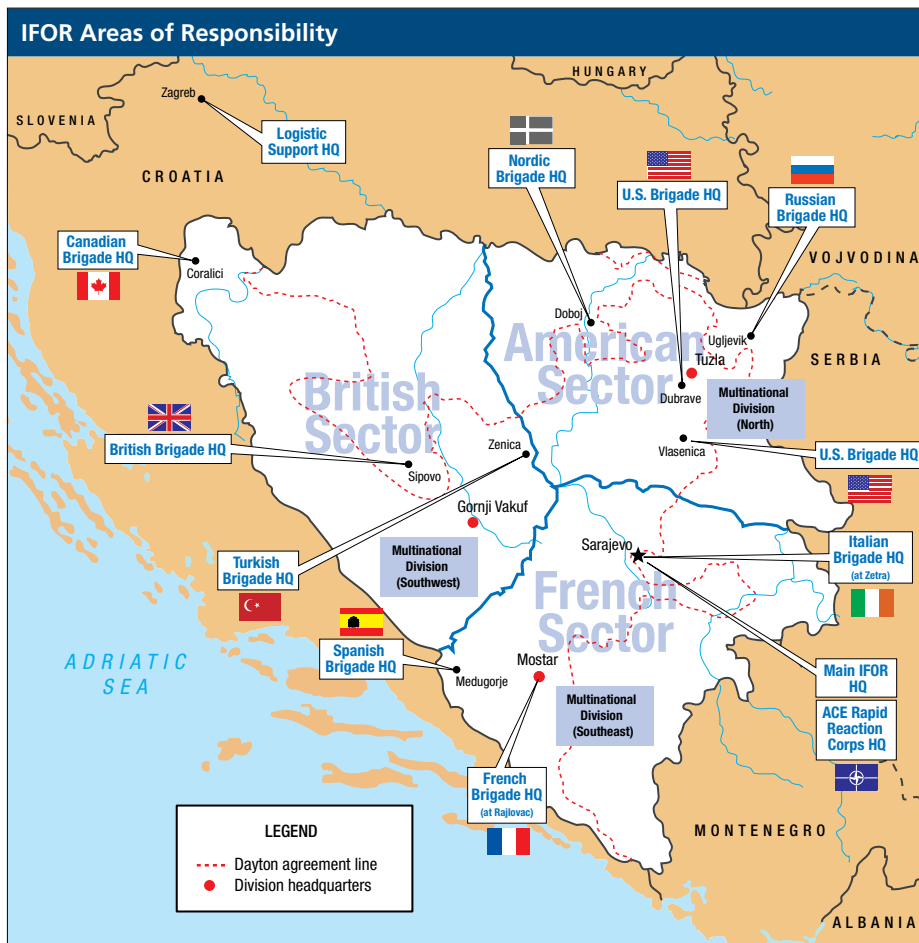 IFOR Areas of Responsibility
HUNGARY
SLOVENIA
Zagreb
Logistic
Support HQ
CROATIA
Nordic
Brigade HQ
U.S. Brigade HQ
Russian
Brigade HQ
Canadian
Brigade HQ
Coralici
VOJVODINA
Doboj
Ugljevik
American
Sector
Tuzla
SERBIA
British
Sector
Dubrave
Multinational
Division
(North)
British Brigade HQ
Sipovo
Zenica
Vlasenica
U.S. Brigade HQ
Gornji Vakuf
Turkish
Brigade HQ
Multinational
Division
(Southwest)
Sarajevo
Italian
Brigade HQ
(at Zetra)
French
Sector
Spanish
Brigade HQ
ADRIATIC
SEA
Medugorje
Mostar
Main IFOR
HQ
Multinational
Division
(Southeast)
ACE Rapid
Reaction
Corps HQ
French
Brigade HQ
(at Rajlovac)
MONTENEGRO
LEGEND
Dayton agreement line
Division headquarters
ALBANIA